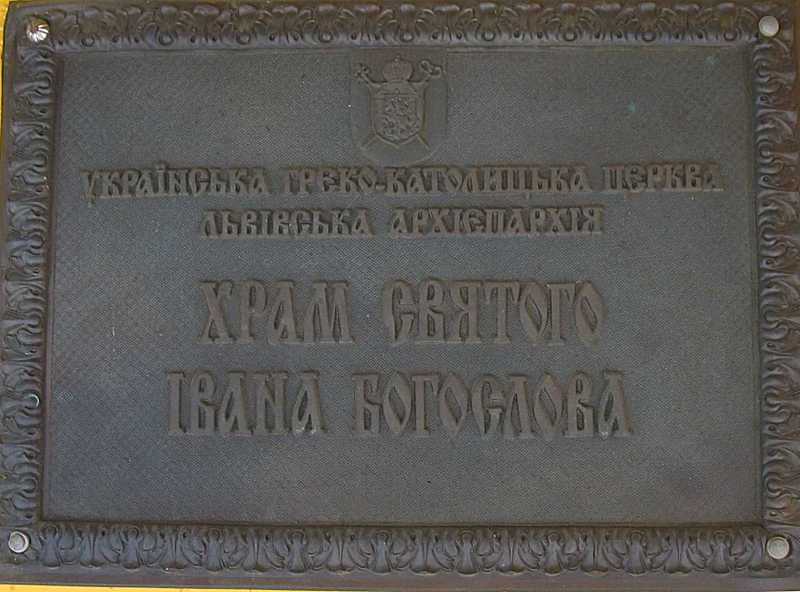 УКРАЇНСЬКА ГРЕКО-КАТОЛИЦЬКА ЦЕРКВА
ЛЬВІВСЬКА АРХІЄПАРХІЯ
ХРАМ СВЯТОГО
ІВАНА БОГОСЛОВА